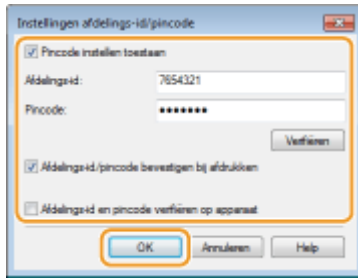 Instellingen afdelings-id/pincode
Pincode instellen toestaan
Afdelings-id:
7654321
Pincode:
•••••••
Verifiëren
Afdelings-id/pincode bevestigen bij afdrukken
Afdelings-id en pincode verifiëren op apparaat
OK
Annuleren
Help